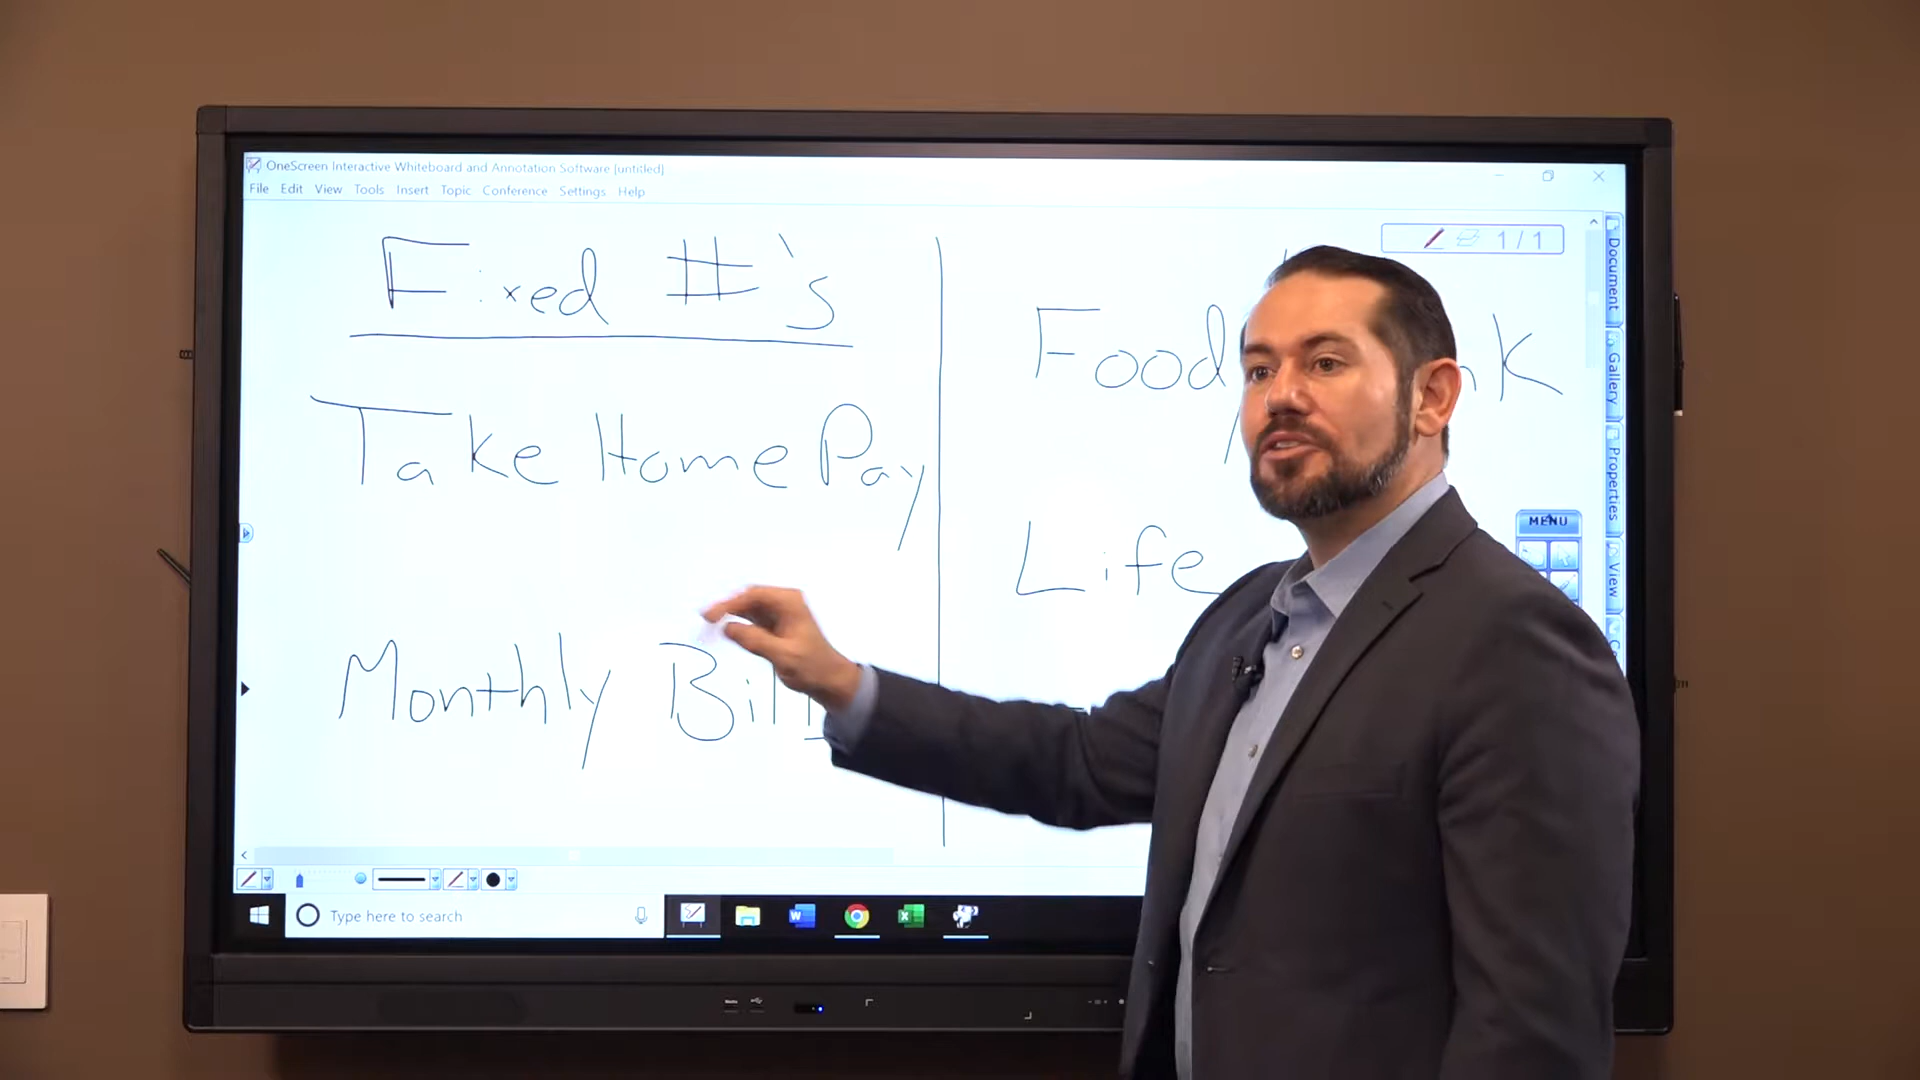 OneScreen Interactive Whiteboard and Annotation Software [untitled]
File Edit View Tools Insert Topic Conference Settings Help
1 / 1
Fixed #'s
Take Home Pay
Monthly
Food
Life
Document
Gallery
Properties
View
MENU
Type here to search
Menu